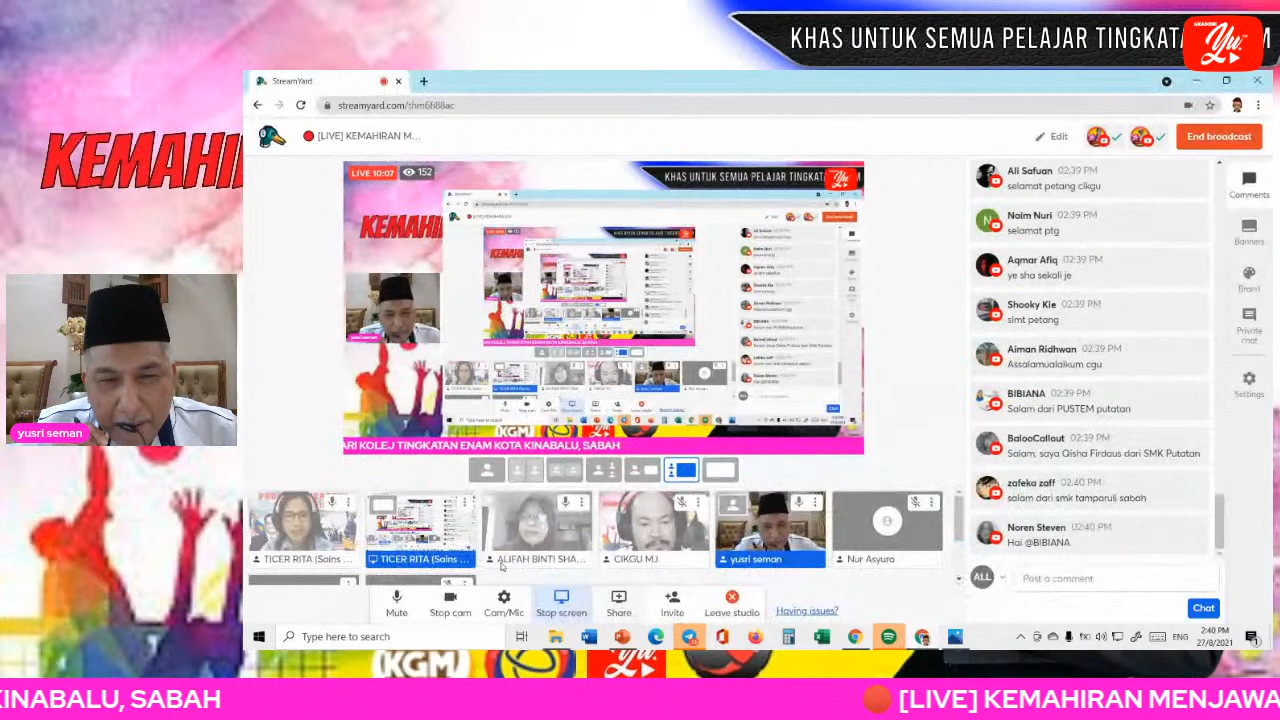 KHAS UNTUK SEMUA PELAJAR TINGKATA
M
AKADEMI
Yu.
KEMAHI
StreamYard
streamyard.com/
[LIVE] KEMAHIRAN M...
Edit
End broadcast
LIVE 10:07
152
KHAS UNTUK SEMUA PELAJAR TINGKATA
KEMAHI
ARI KOLEJ TINGKATAN ENAM KOTA KINABALU, SABAH
Ali Safuan 02:39 PM
selamat petang cikgu
Naim Nuri 02:39 PM
selamat ptg
Aqmar Afiq 02:39 PM
ye sha sekali je
Shooky Kie 02:39 PM
slmt petang
Aiman Ridhwan 02:39 PM
Assalamualaikum cgu
BIBIANA 02:39 PM
Salam dari PUSTEM putatan
BalqisCallout 02:39 PM
Salam, saya Qisha Firdaus dari SMK Putatan
zafeka zaff 02:40 PM
salam dari smk tamparuli sabah
Noren Steven 02:40 PM
Hai @BIBIANA
ALL
Post a comment
Chat
Comments
Banners
Brand
Private
chat
Settings
yusri seman
TICER RITA (Sains ...
TICER RITA (Sains ...
ALIFAH BINTI SHA...
CIKGU MJ
yusri seman
Nur Asyura
Mute
Stop cam
Cam/Mic
Stop screen
Share
Invite
Leave studio
Having issues?
Type here to search
ENG
2:40 PM
27/8/2021
KGM
KINABALU, SABAH
[LIVE] KEMAHIRAN MENJAWA